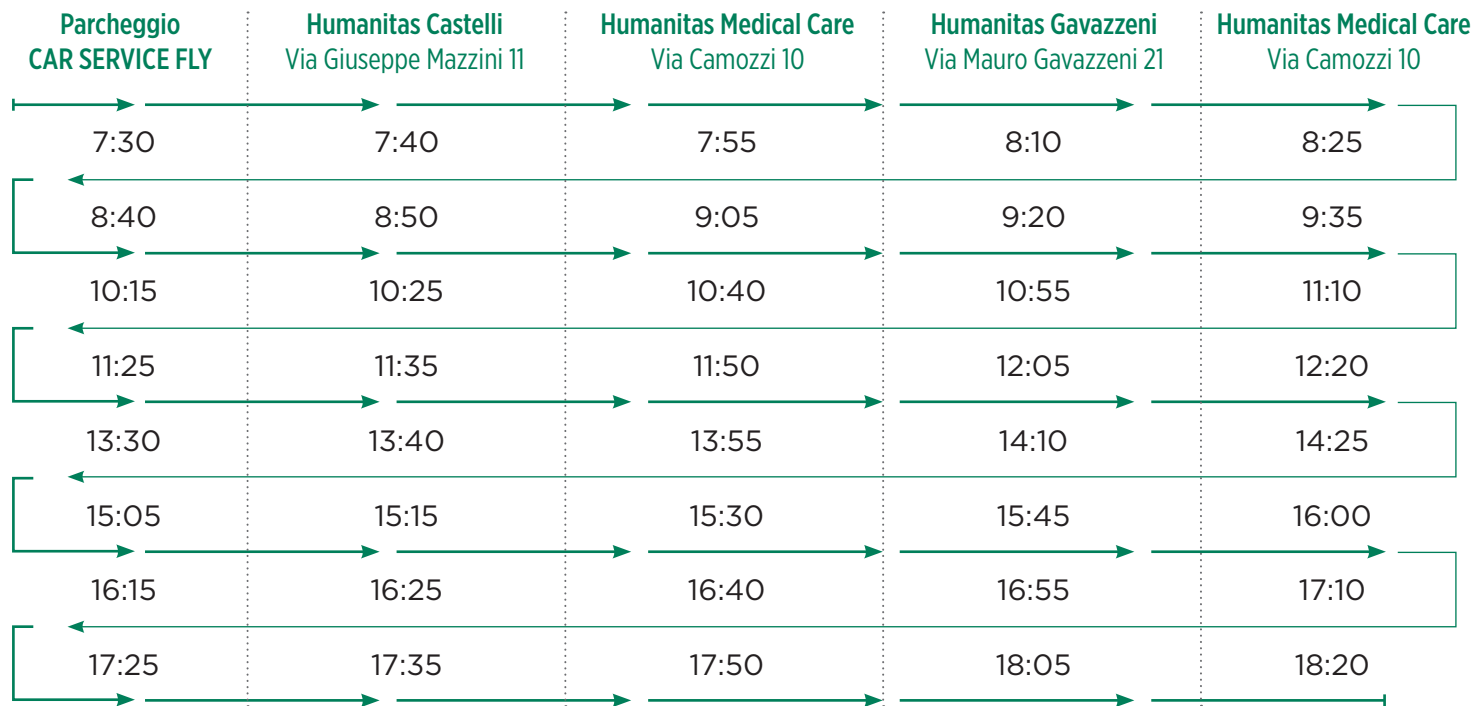 Parcheggio Humanitas Castelli Humanitas Medical Care Humanitas Gavazzeni Humanitas Medical Care
CAR SERVICE FLY Via Giuseppe Mazzini 11 Via Camozzi 10 Via Mauro Gavazzeni 21 Via Camozzi 10
7:30 7:40 7:55 8:10 8:25
8:40 8:50 9:05 9:20 9:35
10:15 10:25 10:40 10:55 11:10
11:25 11:35 11:50 12:05 12:20
13:30 13:40 13:55 14:10 14:25
15:05 15:15 15:30 15:45 16:00
16:15 16:25 16:40 16:55 17:10
17:25 17:35 17:50 18:05 18:20